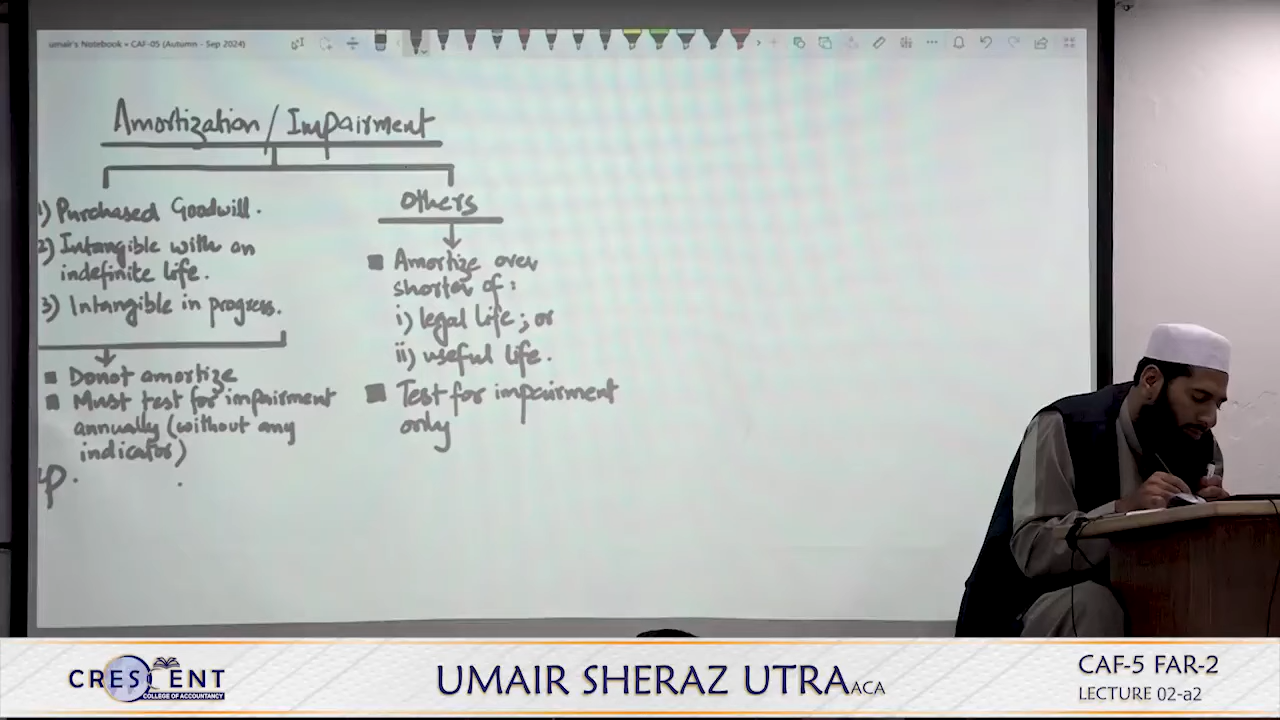 umair's Notebook » CAF-05 (Autumn - Sep 2024)
Amortization / Impairment
1) Purchased Goodwill.
2) Intangible with an
indefinite life.
3) Intangible in progress.
Donot amortize
Must test for impairment
annually (without any
indicator)
Others
Amortize over
shorter of:
i) legal life; or
ii) useful life.
Test for impairment
only
CRESCENT
COLLEGE OF ACCOUNTANCY
UMAIR SHERAZ UTRA ACA
CAF-5 FAR-2
LECTURE 02-a2